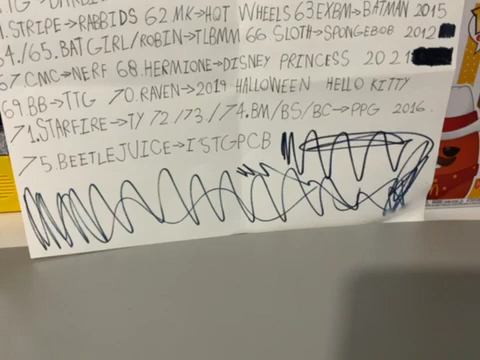 STRIPE→RABBIDS 62 MK→HOT WHEELS 63 EXBM→BATMAN 2015
64./65. BATGIRL/ROBIN→TLBMM 66. SLOTH→SPONGEBOB 2012
67. CMC→NERF 68. HERMIONE→DISNEY PRINCESS 2021
69. BB→TTG 70. RAVEN→2019 HALLOWEEN HELLO KITTY
71. STARFIRE→TY 72/73/74. BM/BS/BC→PPG 2016.
75. BEETLEJUICE→ISTGPCB